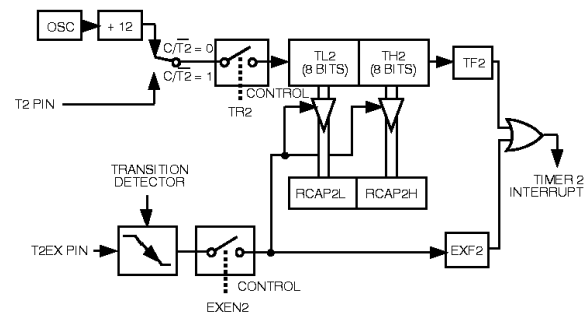 OSC
+ 12
C/T2 = 0
C/T2 = 1
T2 PIN
CONTROL
TR2
TL2
(8 BITS)
TH2
(8 BITS)
TF2
RCAP2L
RCAP2H
TIMER 2
INTERRUPT
TRANSITION
DETECTOR
T2EX PIN
CONTROL
EXEN2
EXF2